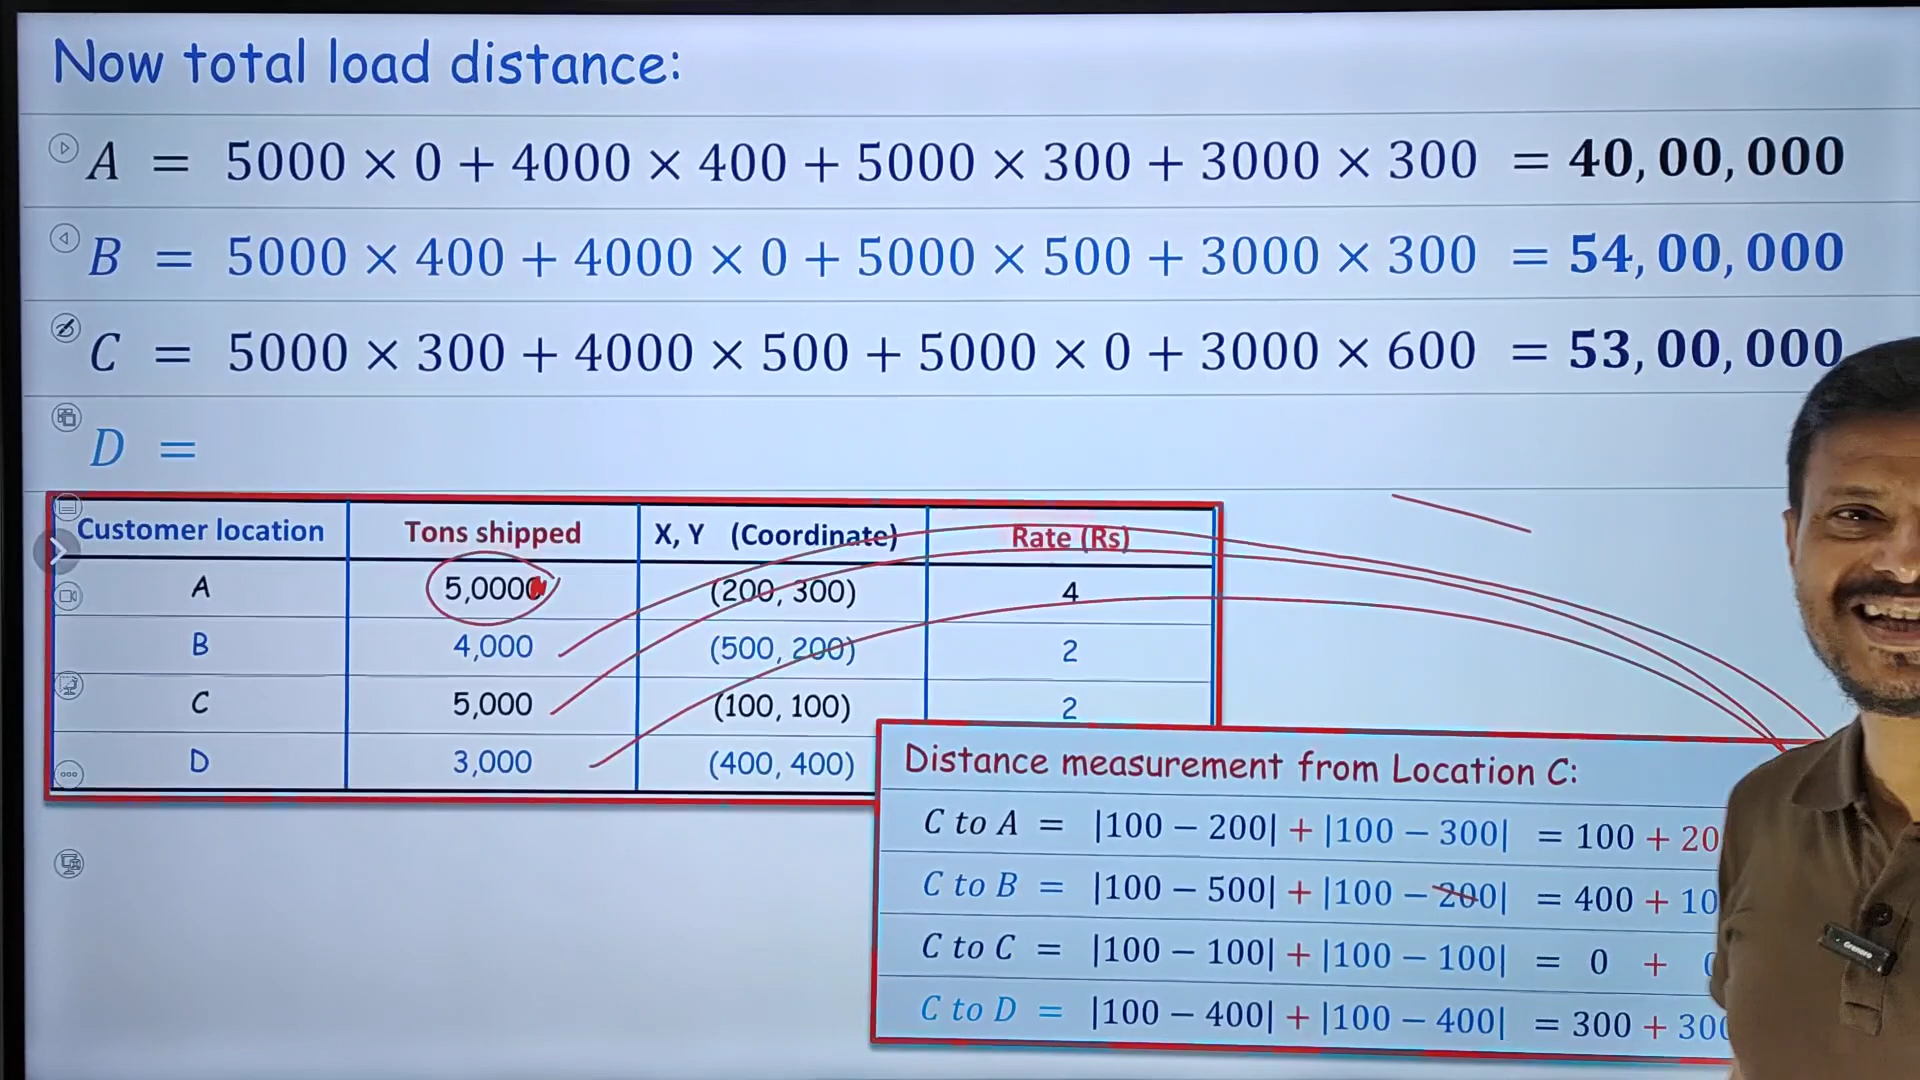 Now total load distance:
A = 5000 × 0 + 4000 × 400 + 5000 × 300 + 3000 × 300 = 40,00,000
B = 5000 × 400 + 4000 × 0 + 5000 × 500 + 3000 × 300 = 54,00,000
C = 5000 × 300 + 4000 × 500 + 5000 × 0 + 3000 × 600 = 53,00,000
D =
Customer location Tons shipped X, Y (Coordinate) Rate (Rs)
A 5,0000 (200, 300) 4
B 4,000 (500, 200) 2
C 5,000 (100, 100) 2
D 3,000 (400, 400)
Distance measurement from Location C:
C to A = |100 − 200| + |100 − 300| = 100 + 20
C to B = |100 − 500| + |100 − 200| = 400 + 10
C to C = |100 − 100| + |100 − 100| = 0 +
C to D = |100 − 400| + |100 − 400| = 300 + 300